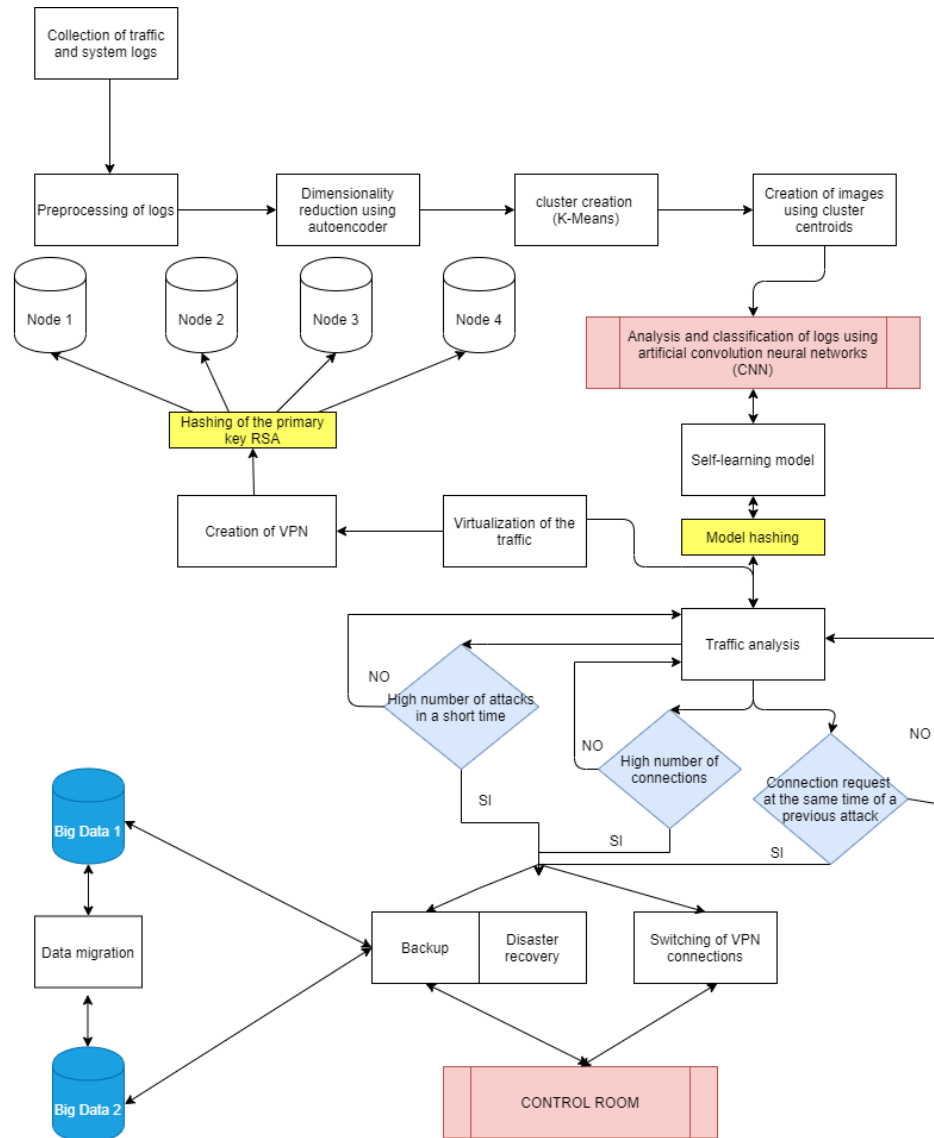 Collection of traffic
and system logs
Preprocessing of logs
Dimensionality
reduction using
autoencoder
cluster creation
(K-Means)
Creation of images
using cluster
centroids
Node 1
Node 2
Node 3
Node 4
Analysis and classification of logs using
artificial convolution neural networks
(CNN)
Hashing of the primary
key RSA
Self-learning model
Creation of VPN
Virtualization of the
traffic
Model hashing
Traffic analysis
NO
High number of attacks
in a short time
NO
High number of
connections
NO
Connection request
at the same time of a
previous attack
SI
SI
SI
Big Data 1
Data migration
Backup
Disaster
recovery
Switching of VPN
connections
Big Data 2
CONTROL ROOM